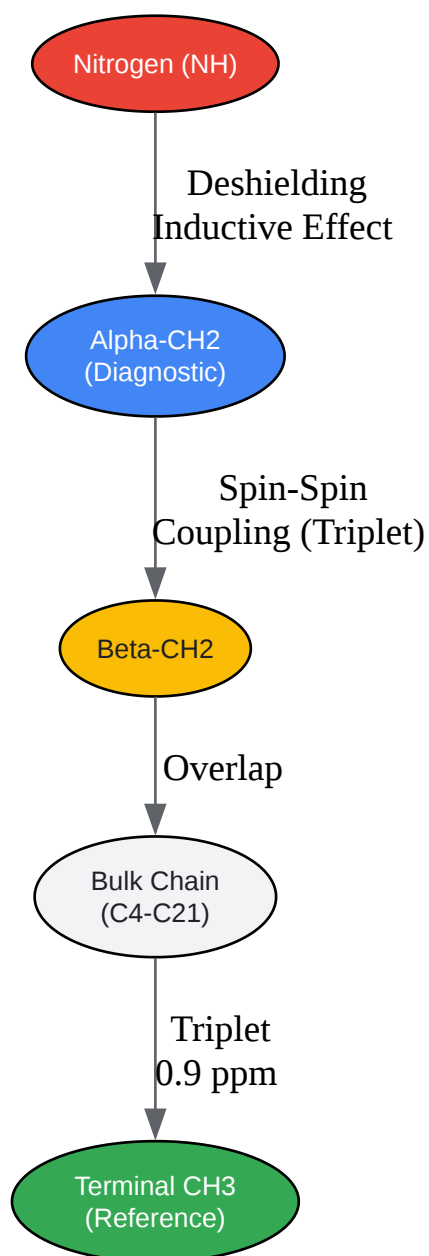 Nitrogen (NH)
Deshielding
Inductive Effect
Alpha-CH2
(Diagnostic)
Spin-Spin
Coupling (Triplet)
Beta-CH2
Overlap
Bulk Chain
(C4-C21)
Triplet
0.9 ppm
Terminal CH3
(Reference)